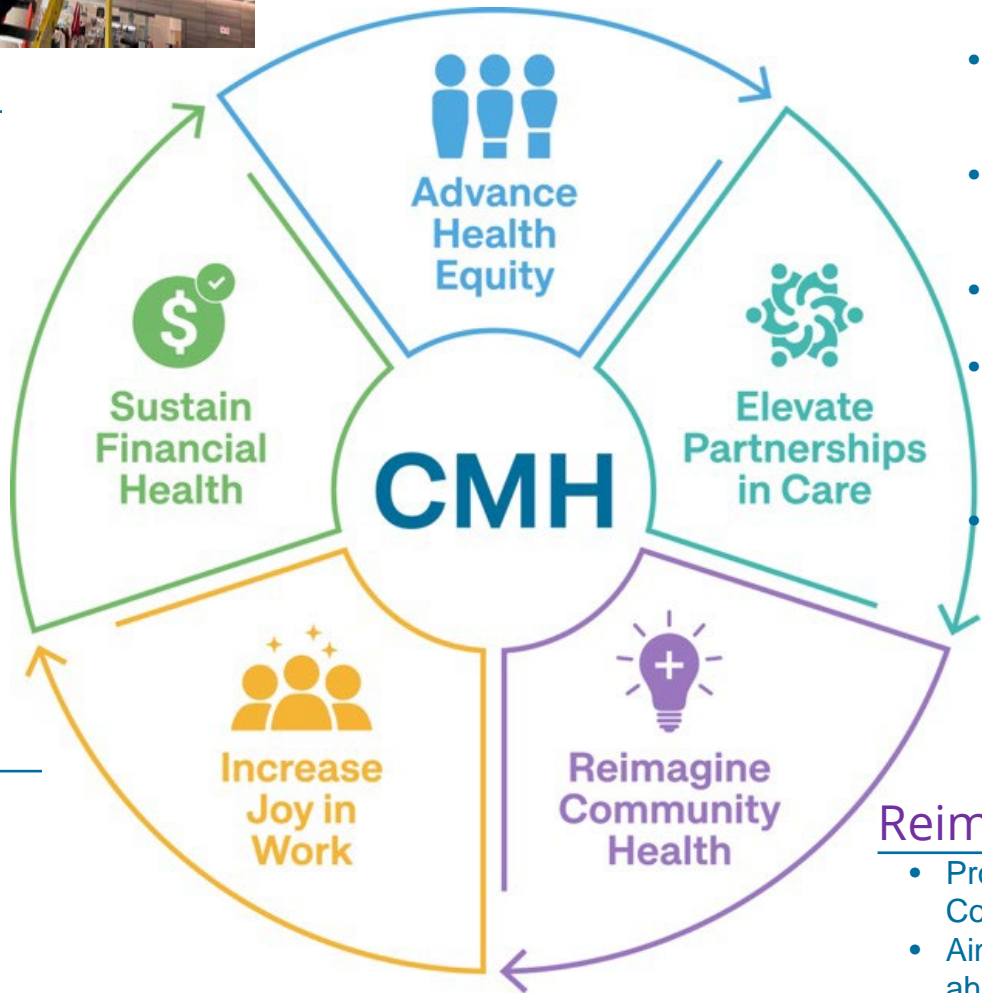 Advance
Health
Equity
Sustain
Financial
Health
Elevate
Partnerships
in Care
CMH
Increase
Joy in
Work
Reimagine
Community
Health